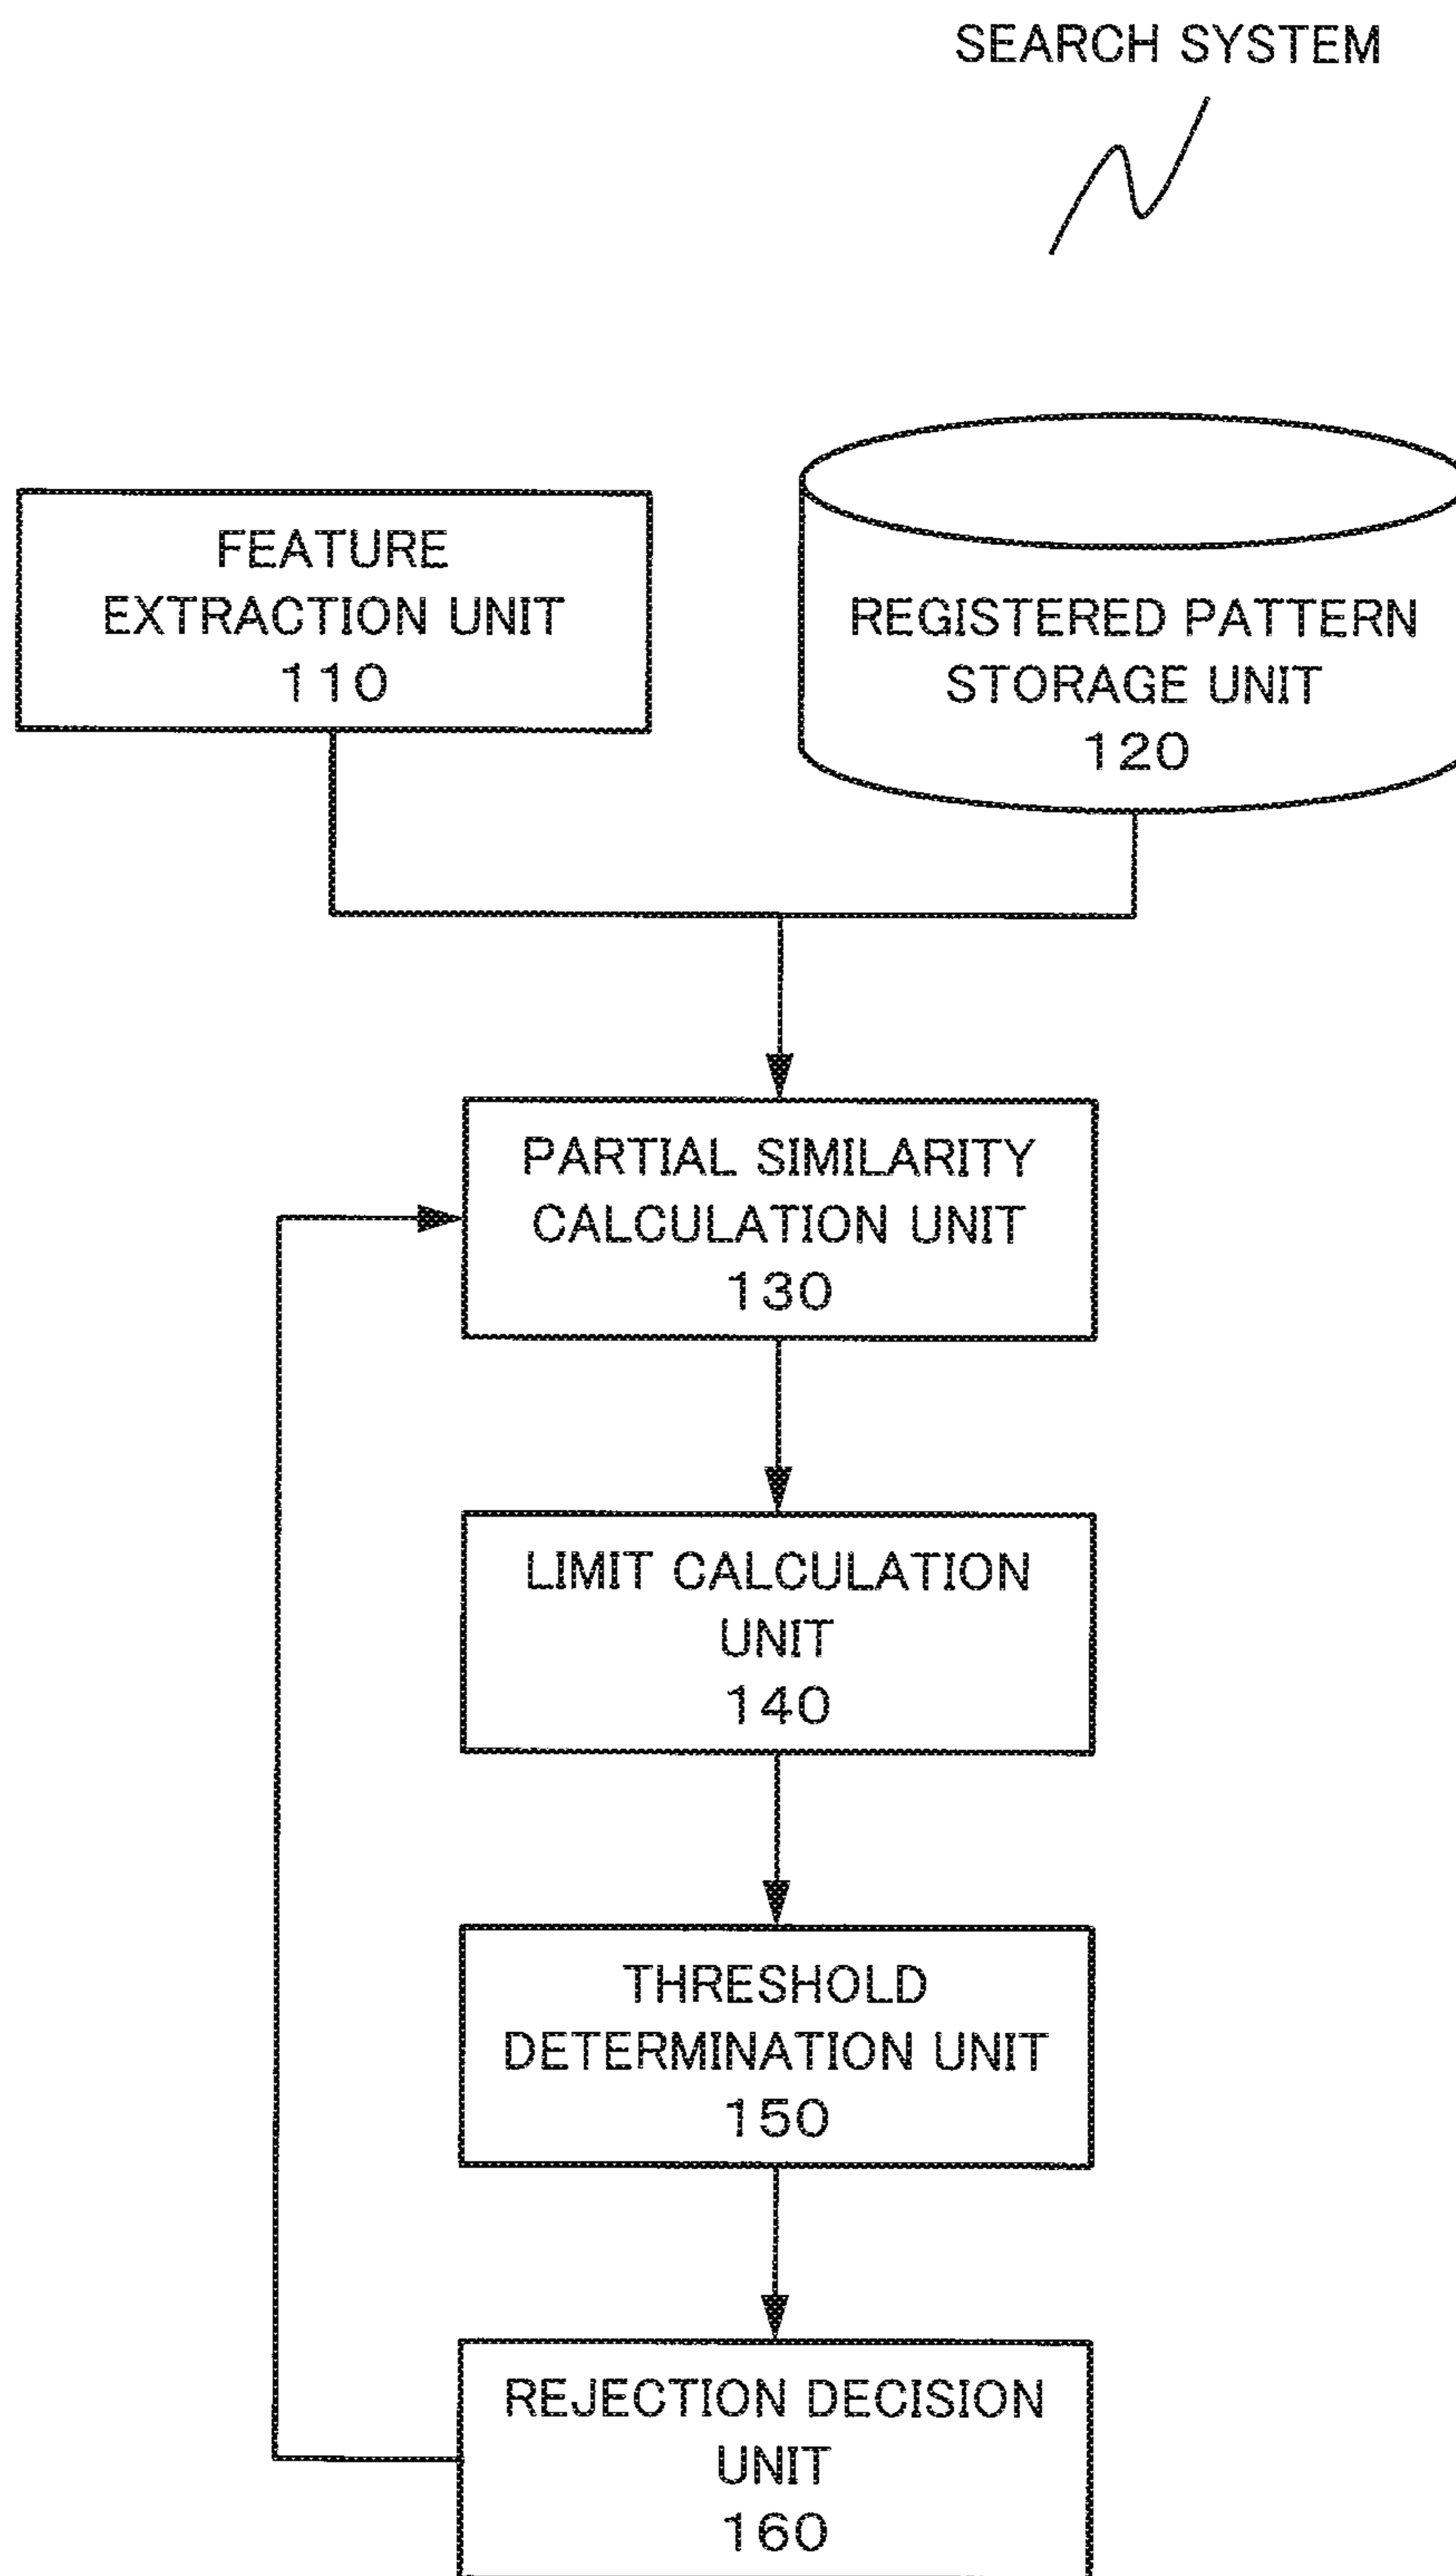 SEARCH SYSTEM
FEATURE
EXTRACTION UNIT
110
REGISTERED PATTERN
STORAGE UNIT
120
PARTIAL SIMILARITY
CALCULATION UNIT
130
LIMIT CALCULATION
UNIT
140
THRESHOLD
DETERMINATION UNIT
150
REJECTION DECISION
UNIT
160